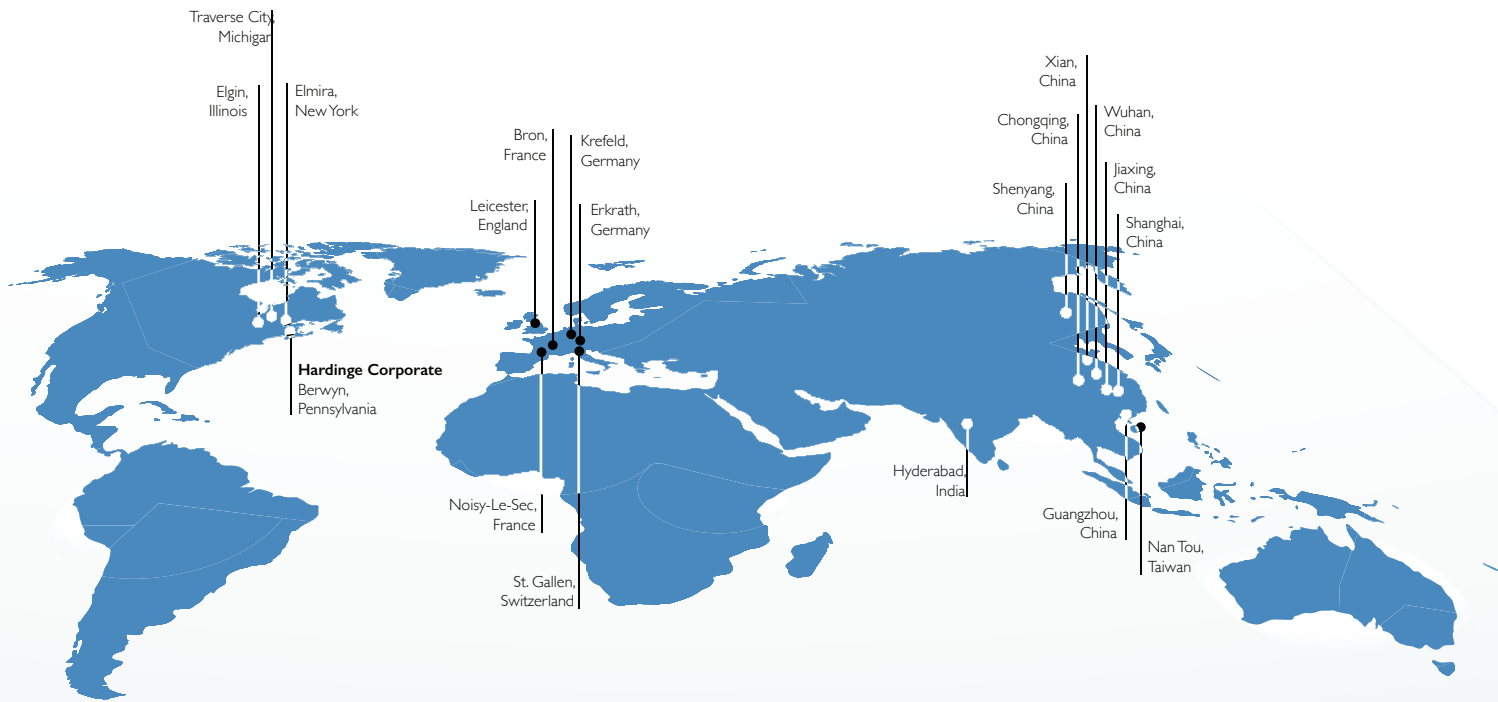 Traverse City,
Michigan
Elgin,
Illinois
Elmira,
New York
Hardinge Corporate
Berwyn,
Pennsylvania
Bron,
France
Krefeld,
Germany
Leicester,
England
Erkrath,
Germany
Noisy-Le-Sec,
France
St. Gallen,
Switzerland
Xian,
China
Chongqing,
China
Wuhan,
China
Jiaxing,
China
Shenyang,
China
Shanghai,
China
Hyderabad,
India
Guangzhou,
China
Nan Tou,
Taiwan